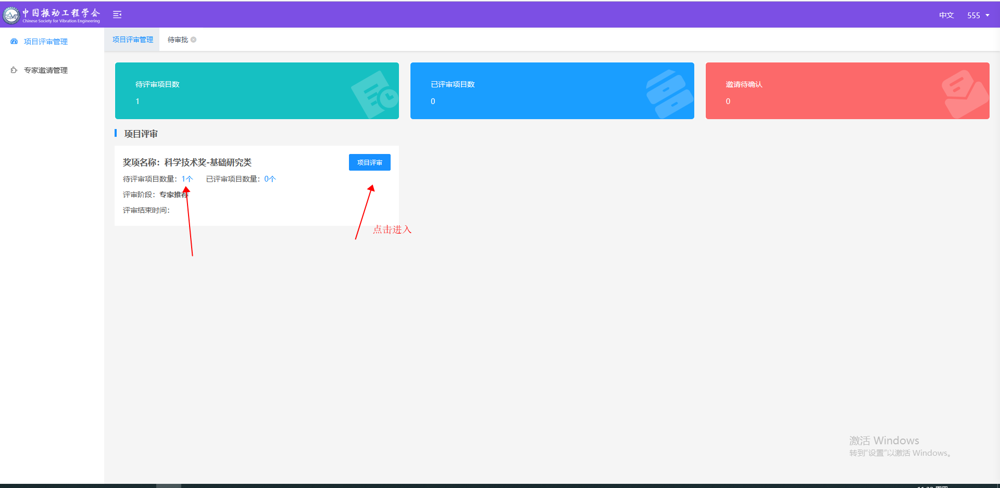 中国振动工程学会
Chinese Society for Vibration Engineering
CSVE
中文
555
项目评审管理
专家邀请管理
项目评审管理
待审批
待评审项目数
1
已评审项目数
0
邀请待确认
0
项目评审
奖项名称：科学技术奖-基础研究类
项目评审
待评审项目数量：1个 已评审项目数量：0个
评审阶段：专家推荐
评审结束时间：
点击进入
激活 Windows
转到"设置"以激活 Windows。